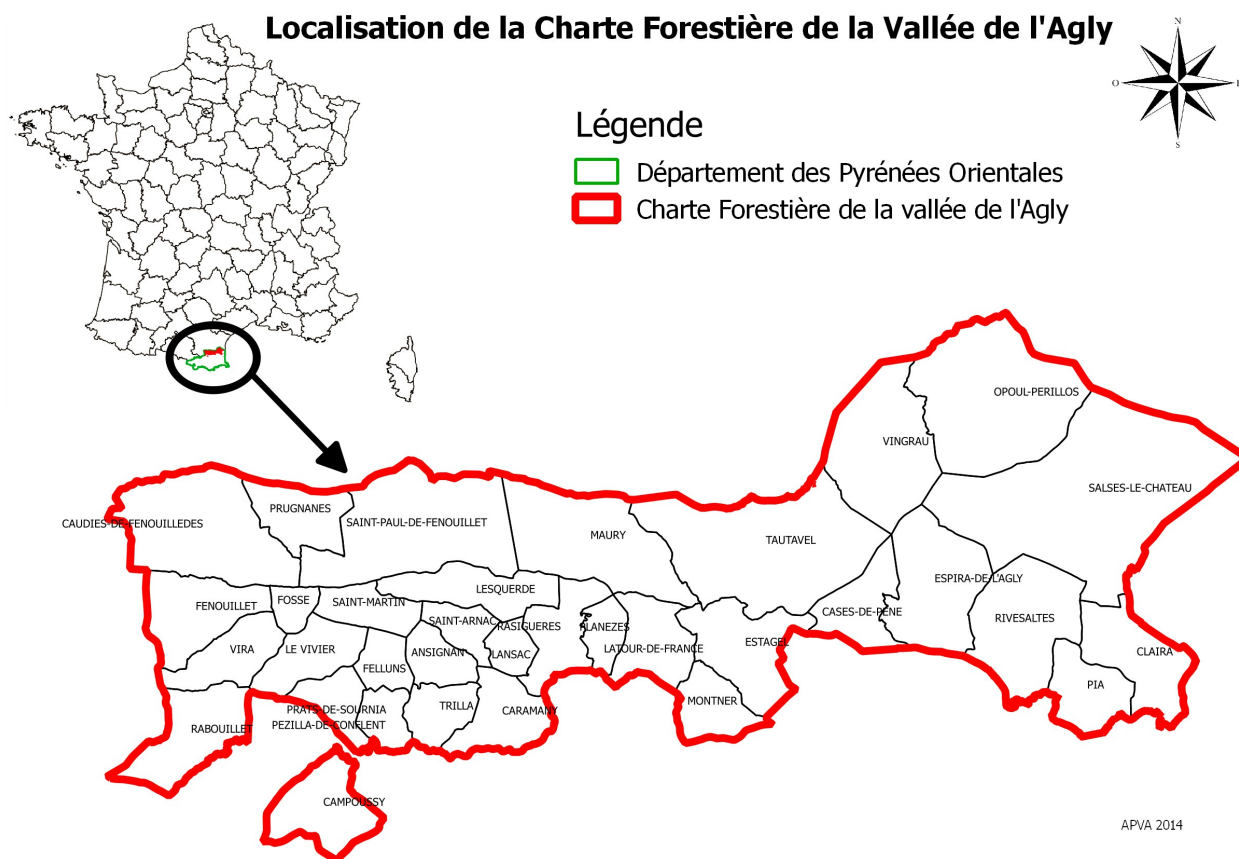 Localisation de la Charte Forestière de la Vallée de l'Agly
N
O
E
S
Légende
Département des Pyrénées Orientales
Charte Forestière de la vallée de l'Agly
OPOUL-PERILLOS
VINGRAU
SALSES-LE-CHATEAU
PRUGNANES
CAUDIES-DE-FENOUILLEDES
SAINT-PAUL-DE-FENOUILLET
MAURY
TAUTAVEL
ESPIRA-DE-L'AGLY
LESQUERDE
FENOUILLET
FOSSE
SAINT-MARTIN
CASES-DE-PENE
RIVESALTES
SAINT-ARNAC
RASIGUERES
PLANEZES
ESTAGEL
VIRA
LE VIVIER
ANSIGNAN
LANSAC
LATOUR-DE-FRANCE
CLAIRA
FELLUNS
PIA
MONTNER
PRATS-DE-SOURNIA
TRILLA
CARAMANY
PEZILLA-DE-CONFLENT
RABOUILLET
CAMPOUSSY
APVA 2014